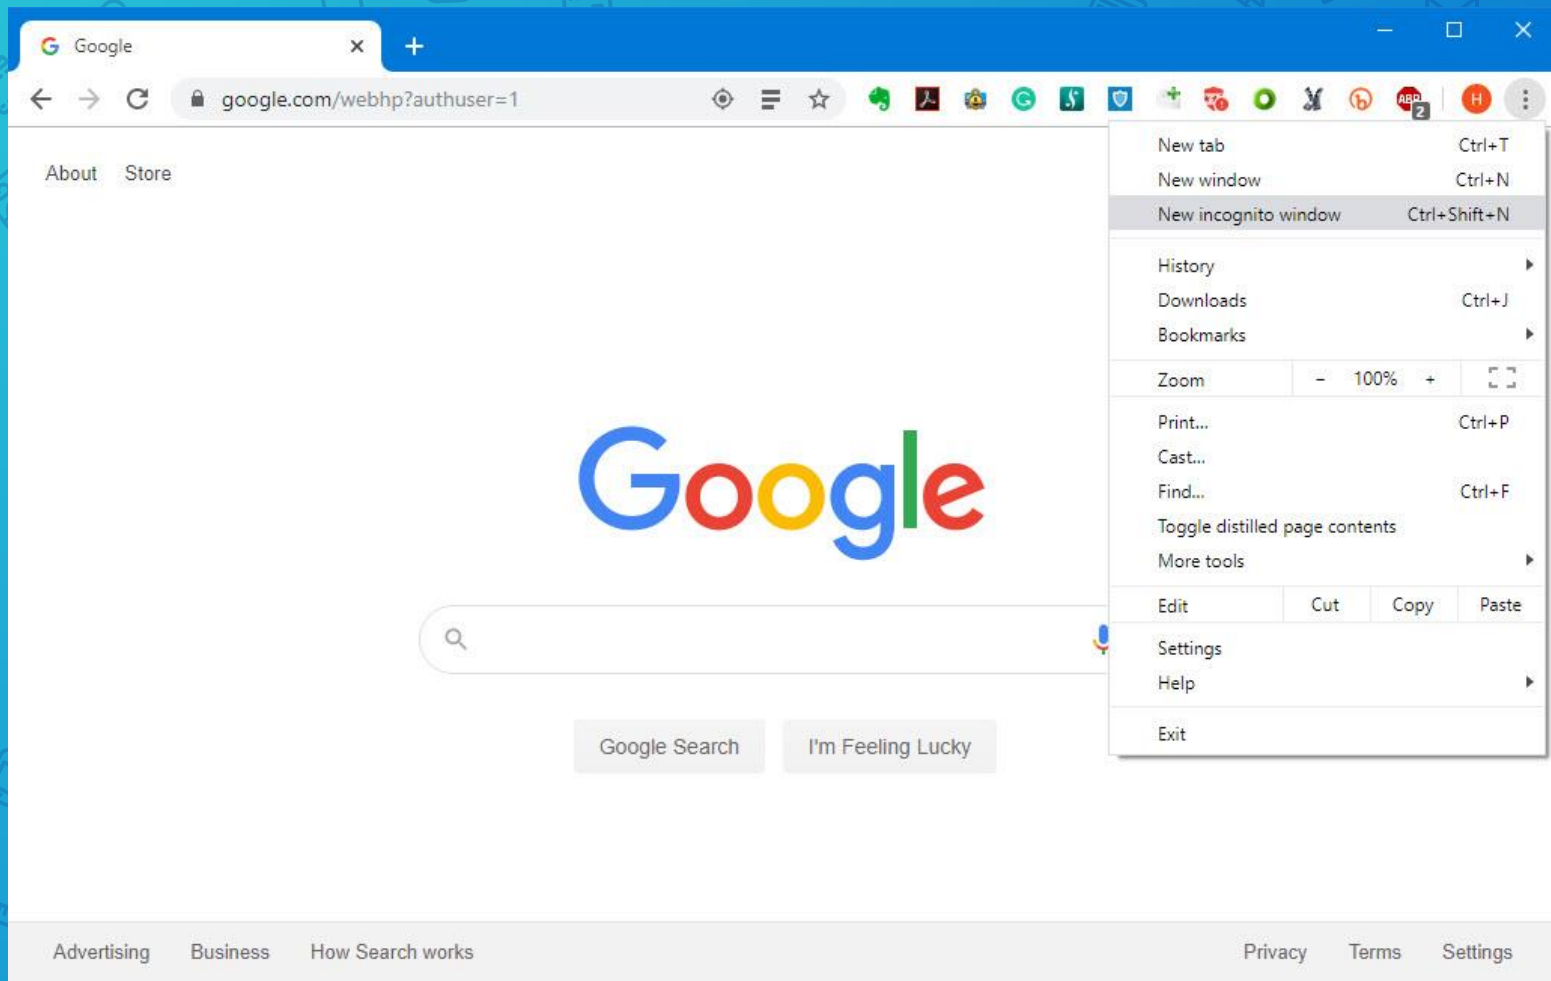 Google
google.com/webhp?authuser=1
ABP
2
H
About Store
New tab Ctrl+T
New window Ctrl+N
New incognito window Ctrl+Shift+N
History
Downloads Ctrl+J
Bookmarks
Zoom - 100% +
Print... Ctrl+P
Cast...
Find... Ctrl+F
Toggle distilled page contents
More tools
Edit Cut Copy Paste
Settings
Help
Exit
Google
Google Search I'm Feeling Lucky
Advertising Business How Search works Privacy Terms Settings